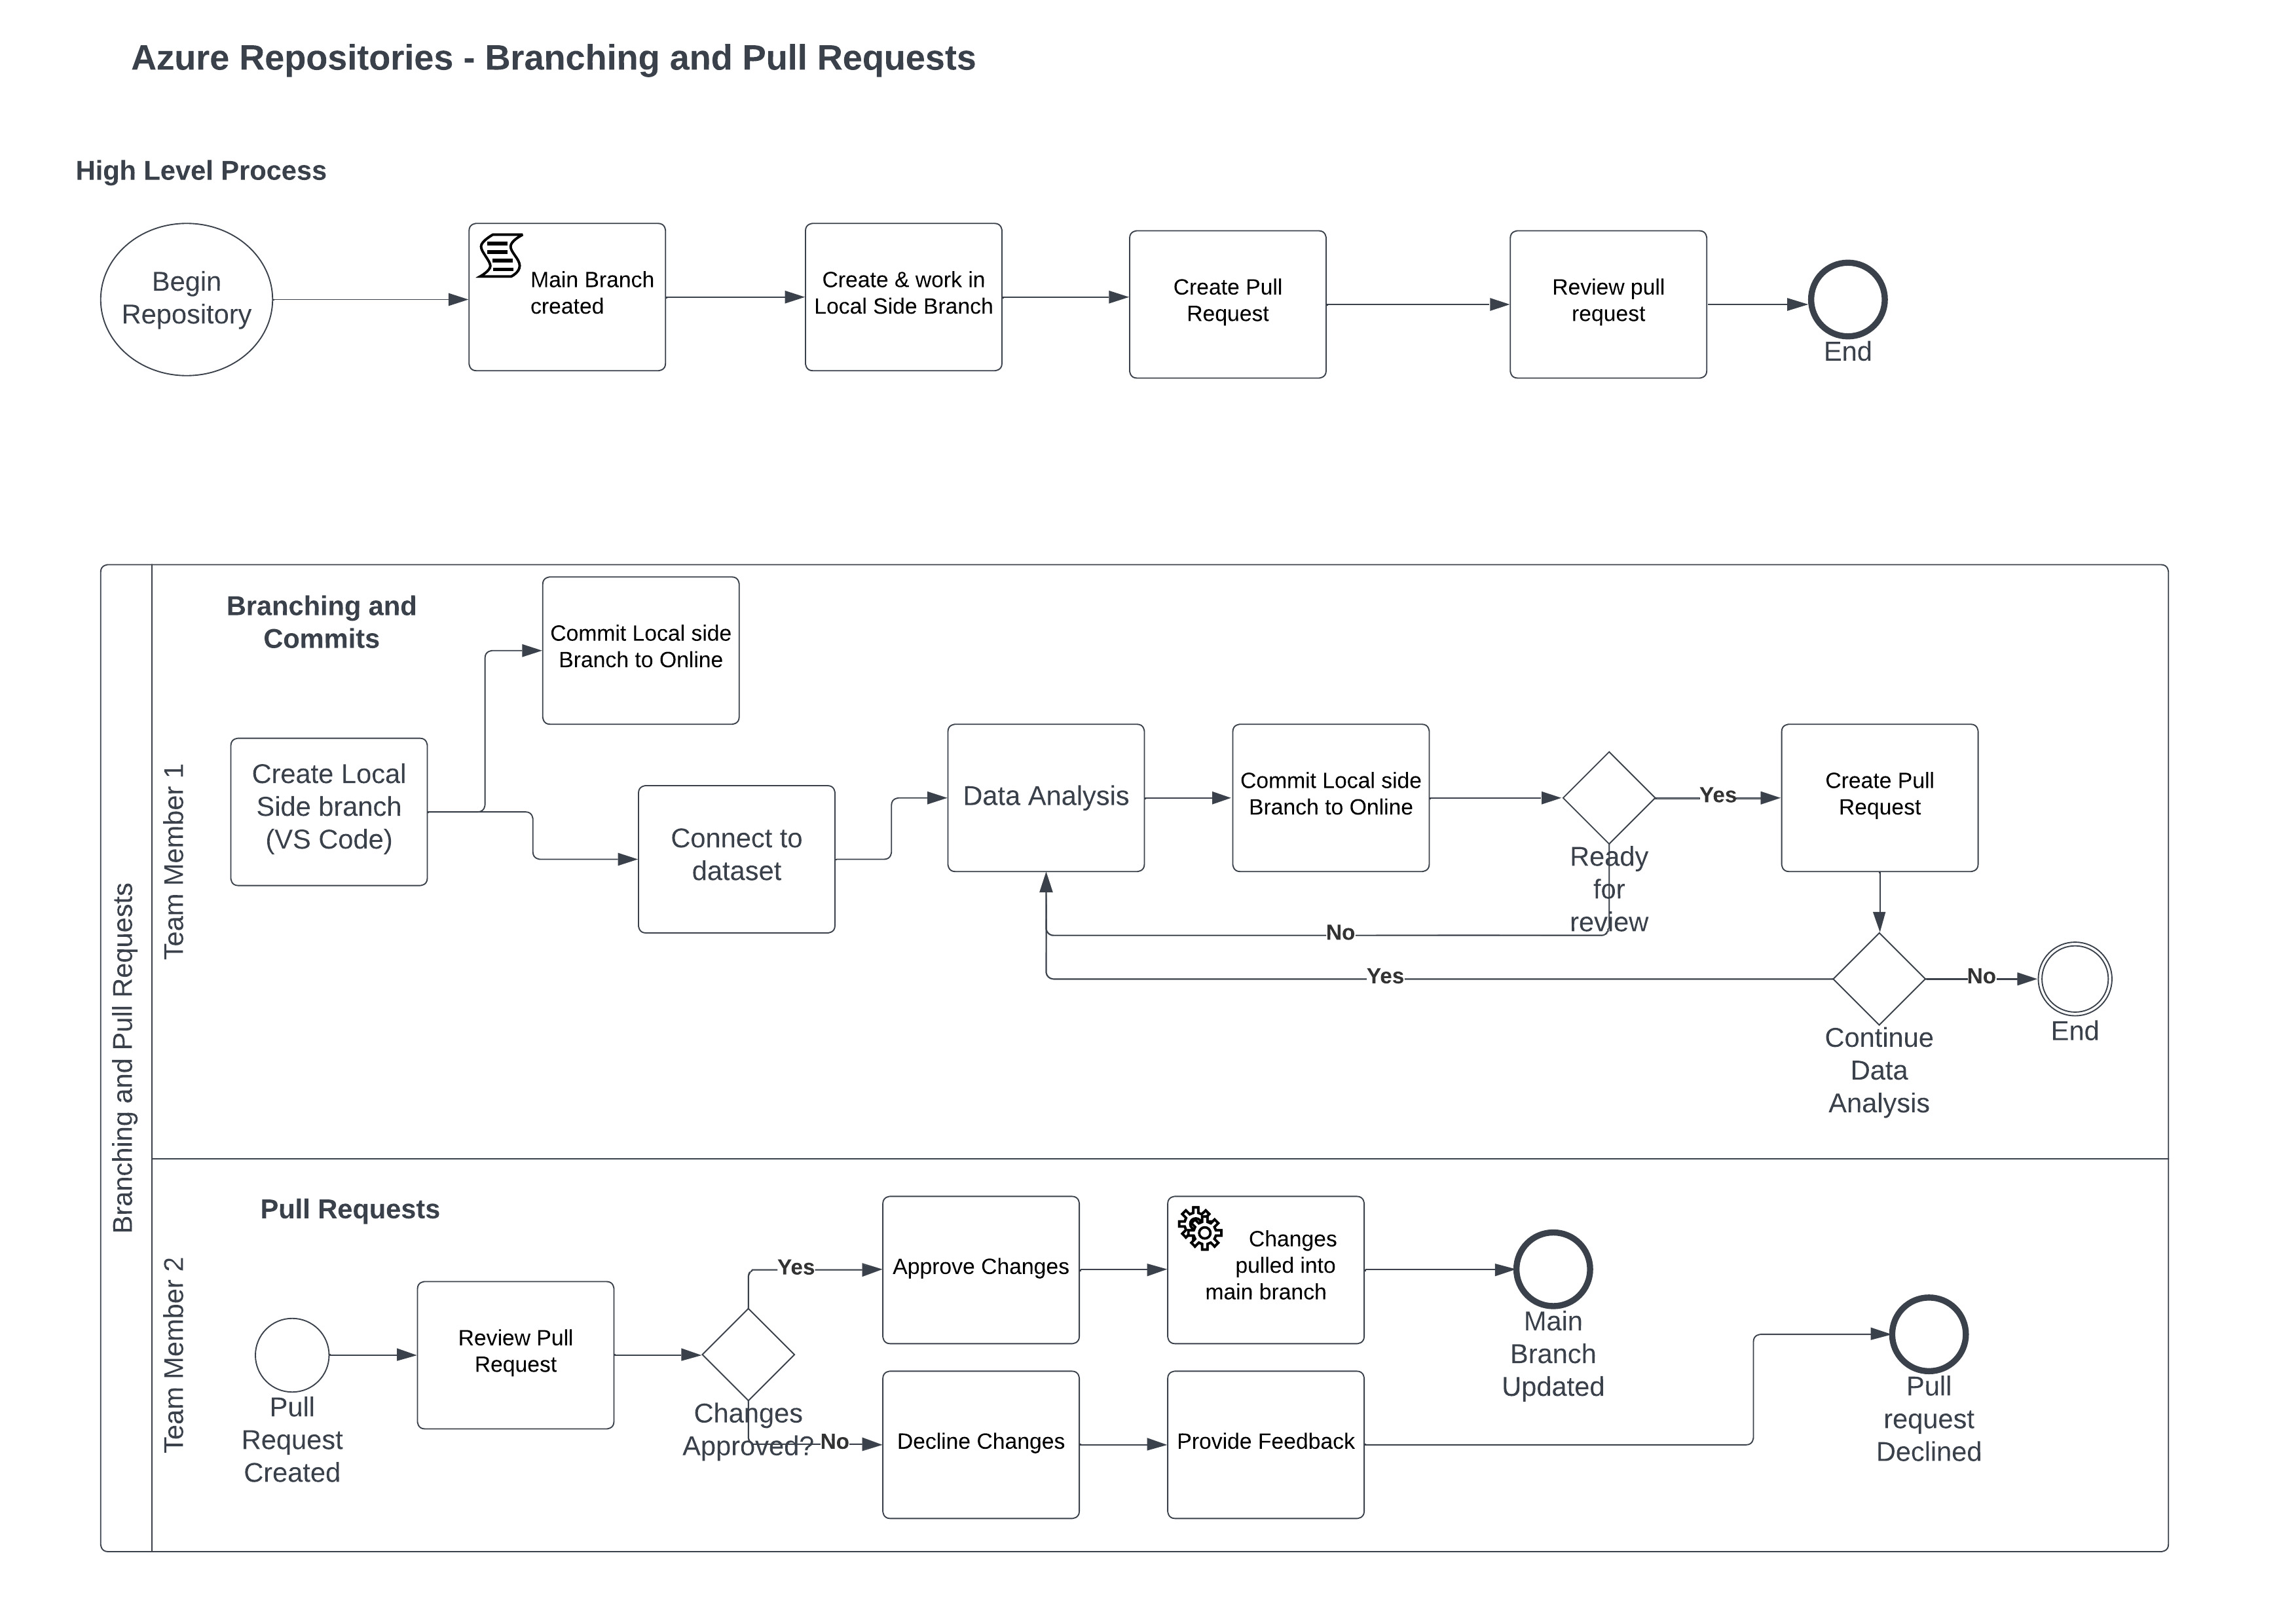 Azure Repositories - Branching and Pull Requests
High Level Process
Begin
Repository
Main Branch
created
Create & work in
Local Side Branch
Create Pull
Request
Review pull
request
End
Branching and Pull Requests
Team Member 1
Branching and
Commits
Commit Local side
Branch to Online
Create Local
Side branch
(VS Code)
Connect to
dataset
Data Analysis
Commit Local side
Branch to Online
Ready
for
review
Yes
Create Pull
Request
No
Yes
No
Continue
Data
Analysis
End
Team Member 2
Pull Requests
Pull
Request
Created
Review Pull
Request
Changes
Approved?
Yes
Approve Changes
Changes
pulled into
main branch
Main
Branch
Updated
No
Decline Changes
Provide Feedback
Pull
request
Declined